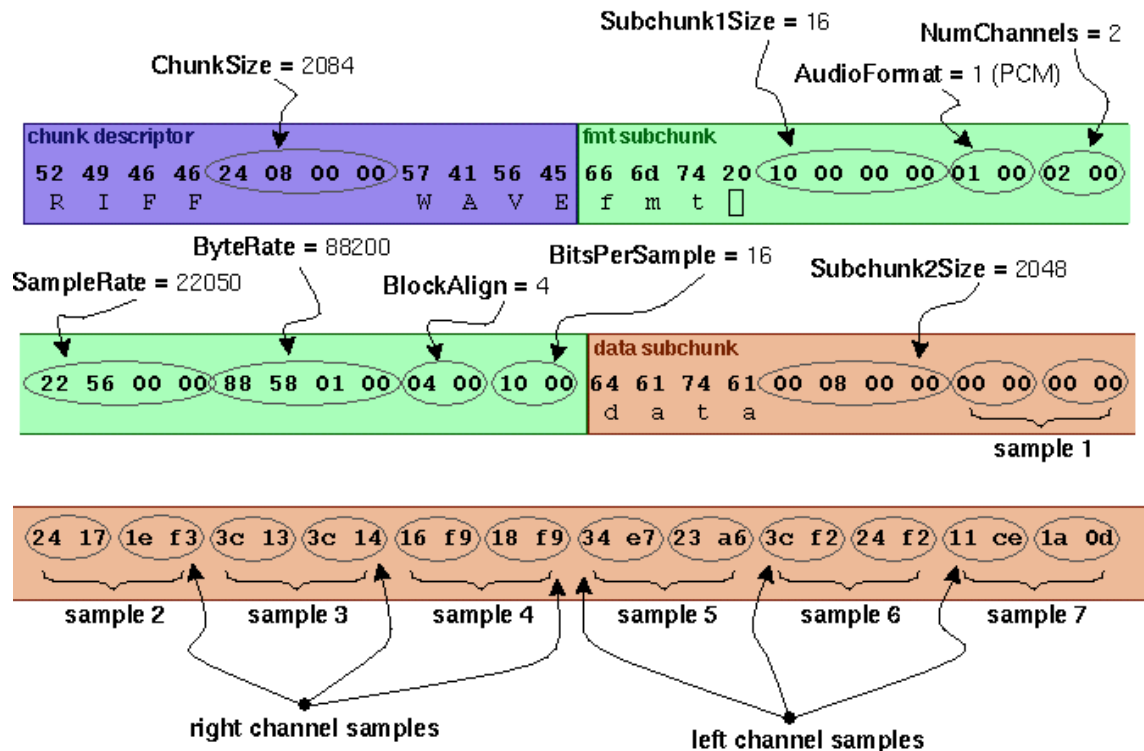 Subchunk1Size = 16
NumChannels = 2
ChunkSize = 2084
AudioFormat = 1 (PCM)
chunk descriptor
fmt subchunk
52 49 46 46 24 08 00 00 57 41 56 45 66 6d 74 20 10 00 00 00 01 00 02 00
R I F F W A V E f m t
ByteRate = 88200
BitsPerSample = 16
SampleRate = 22050
BlockAlign = 4
Subchunk2Size = 2048
data subchunk
22 56 00 00 88 58 01 00 04 00 10 00 64 61 74 61 00 08 00 00 00 00 00 00
d a t a
sample 1
24 17 1e f3 3c 13 3c 14 16 f9 18 f9 34 e7 23 a6 3c f2 24 f2 11 ce 1a 0d
sample 2 sample 3 sample 4 sample 5 sample 6 sample 7
right channel samples
left channel samples